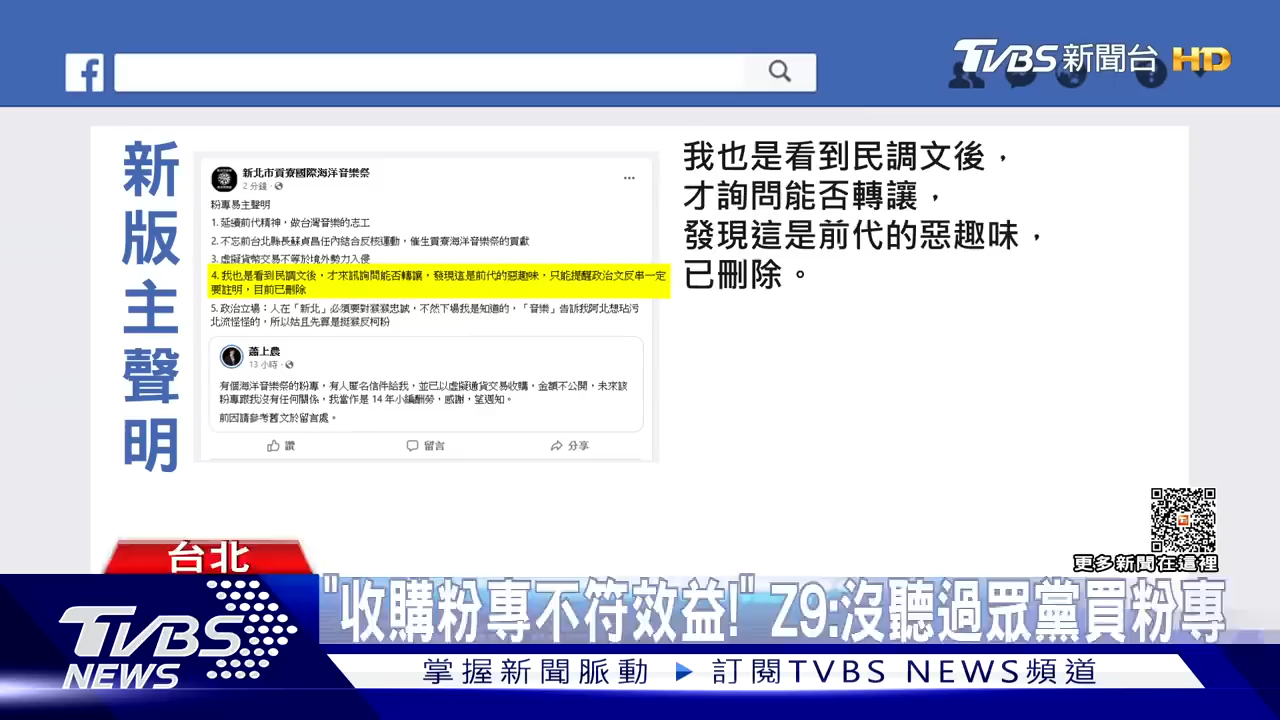 TVBS新聞台 HD
新版主聲明
新北市貢寮國際海洋音樂祭
2 分鐘
粉專易主聲明
1. 延續前代精神，做台灣音樂的志工
2. 不忘前台北縣長蘇貞昌任內結合反核運動，催生貢寮海洋音樂祭的貢獻
3. 虛擬貨幣交易不等於境外勢力入侵
4. 我也是看到民調文後，才來訊詢問能否轉讓，發現這是前代的惡趣味，只能提醒政治文反串一定
要註明，目前已刪除
5. 政治立場：人在「新北」必須要對猴猴忠誠，不然下場我是知道的，「音樂」告訴我阿北想玷污
北流怪怪的，所以姑且先算是挺猴反柯粉
蕭上農
13 小時
有個海洋音樂祭的粉專，有人匿名信件給我，並已以虛擬通貨交易收購，金額不公開，未來該
粉專跟我沒有任何關係，我當作是 14 年小編酬勞，感謝，望週知。
前因請參考舊文於留言處。
讚 留言 分享
我也是看到民調文後，
才詢問能否轉讓，
發現這是前代的惡趣味，
已刪除。
更多新聞在這裡
台北
"收購粉專不符效益!" Z9:沒聽過眾黨買粉專
TVBS NEWS
掌握新聞脈動 ▶ 訂閱TVBS NEWS頻道